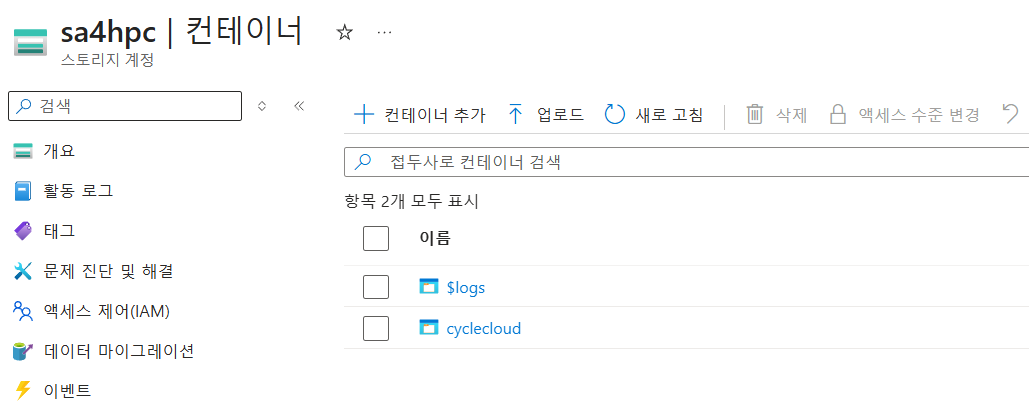 sa4hpc | 컨테이너
스토리지 계정
검색
개요
활동 로그
태그
문제 진단 및 해결
액세스 제어(IAM)
데이터 마이그레이션
이벤트
컨테이너 추가 업로드 새로 고침 삭제 액세스 수준 변경
접두사로 컨테이너 검색
항목 2개 모두 표시
이름
$logs
cyclecloud